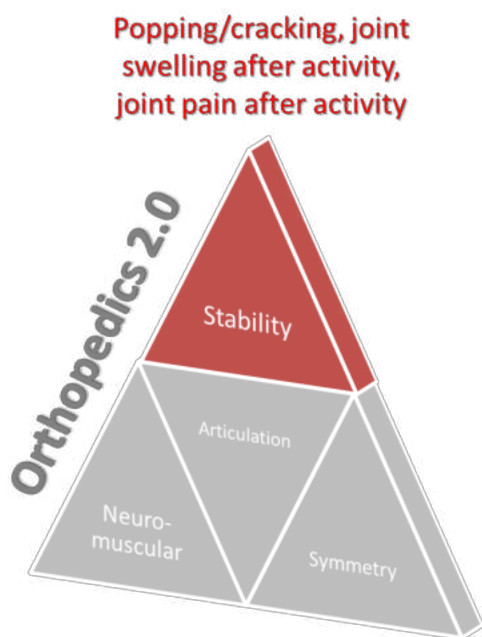 Popping/cracking, joint
swelling after activity,
joint pain after activity
Orthopedics 2.0
Stability
Articulation
Neuro-
muscular
Symmetry